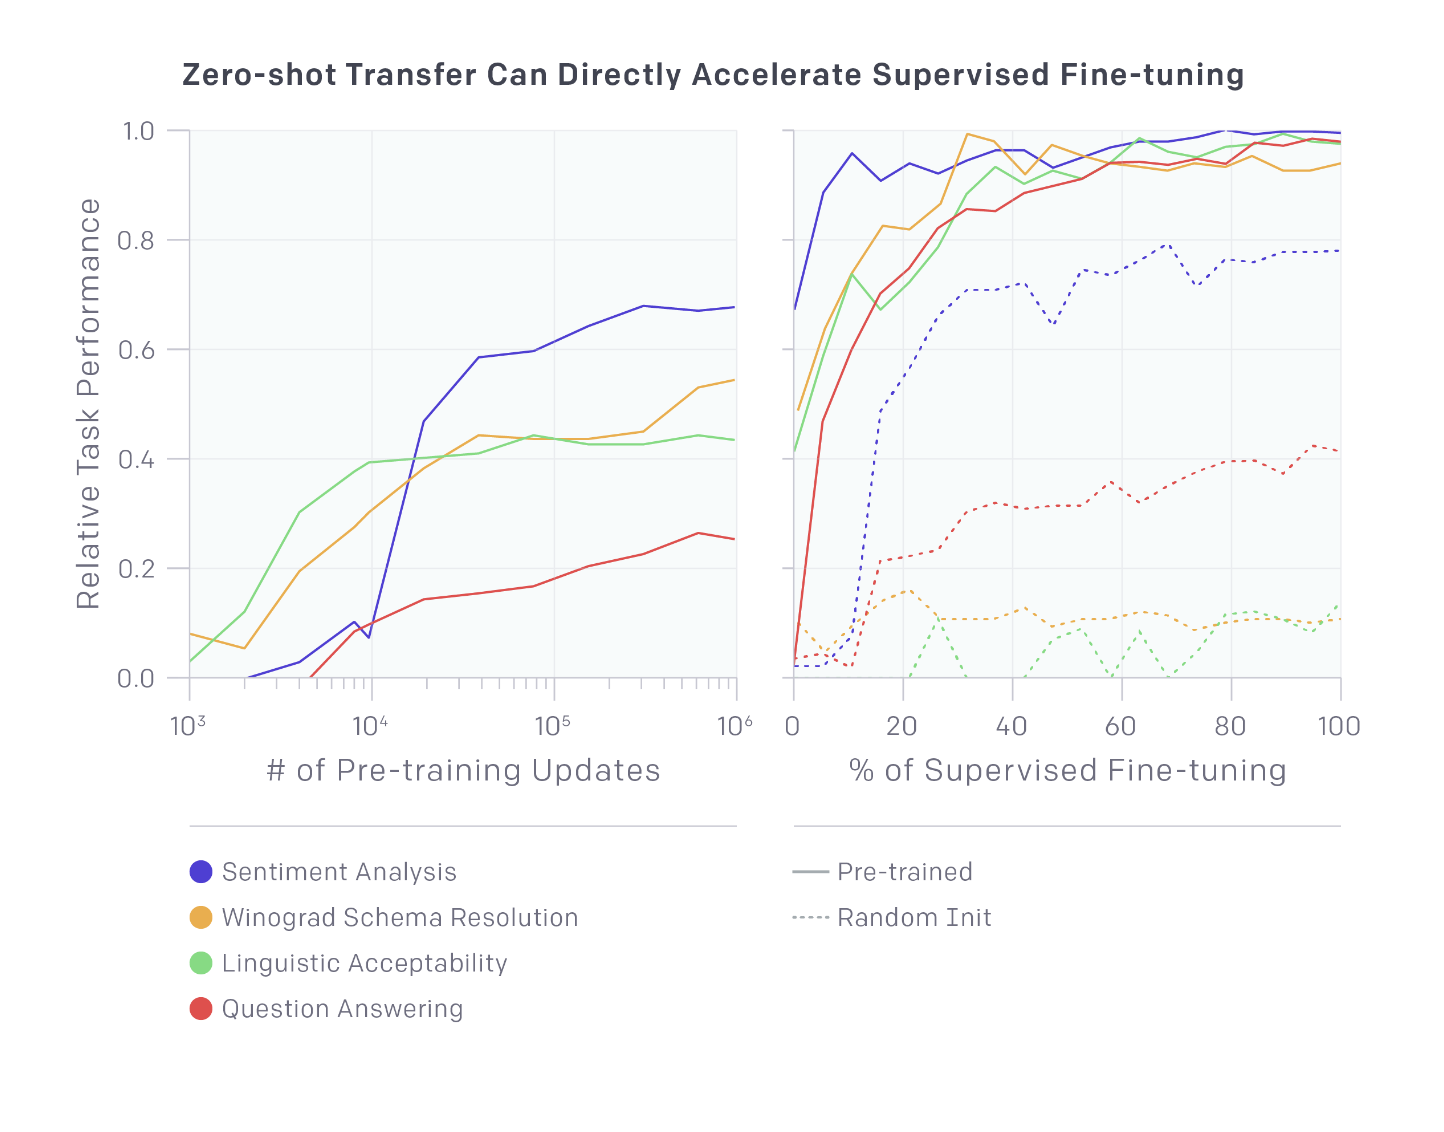 Zero-shot Transfer Can Directly Accelerate Supervised Fine-tuning
Relative Task Performance
1.0
0.8
0.6
0.4
0.2
0.0
10³ 10⁴ 10⁵ 10⁶
# of Pre-training Updates
0 20 40 60 80 100
% of Supervised Fine-tuning
Sentiment Analysis
Winograd Schema Resolution
Linguistic Acceptability
Question Answering
Pre-trained
Random Init